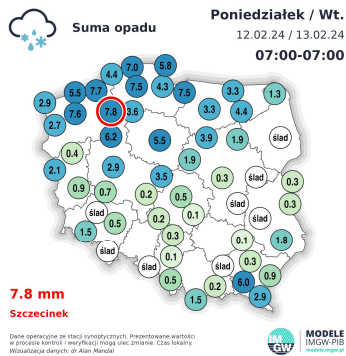 Suma opadu
Poniedziałek / Wt.
12.02.24 / 13.02.24
07:00-07:00
4.4 7.0 5.8
2.9 5.5 7.7 7.5 4.3 7.5 3.3 1.3
2.7 7.6 7.8 3.6 3.3 4.4
6.2 5.5 3.9 1.9 ślad
0.4 1.9
2.1 2.9 3.5 0.3 ślad 0.3
0.9 0.7 0.2 0.5 ślad 0.3
ślad 0.5 0.2 0.1 ślad
1.5 0.3 0.1 1.8
ślad 0.1 ślad 0.3
0.5 0.2 6.0 0.9
1.5 2.9
7.8 mm
Szczecinek
Dane operacyjne ze stacji synoptycznych. Prezentowane wartości
w procesie kontroli i weryfikacji mogą ulec zmianie. Czas lokalny.
Wizualizacja danych: dr Alan Mandal
IM
GW
MODELE
IMGW-PIB
modele.imgw.pl